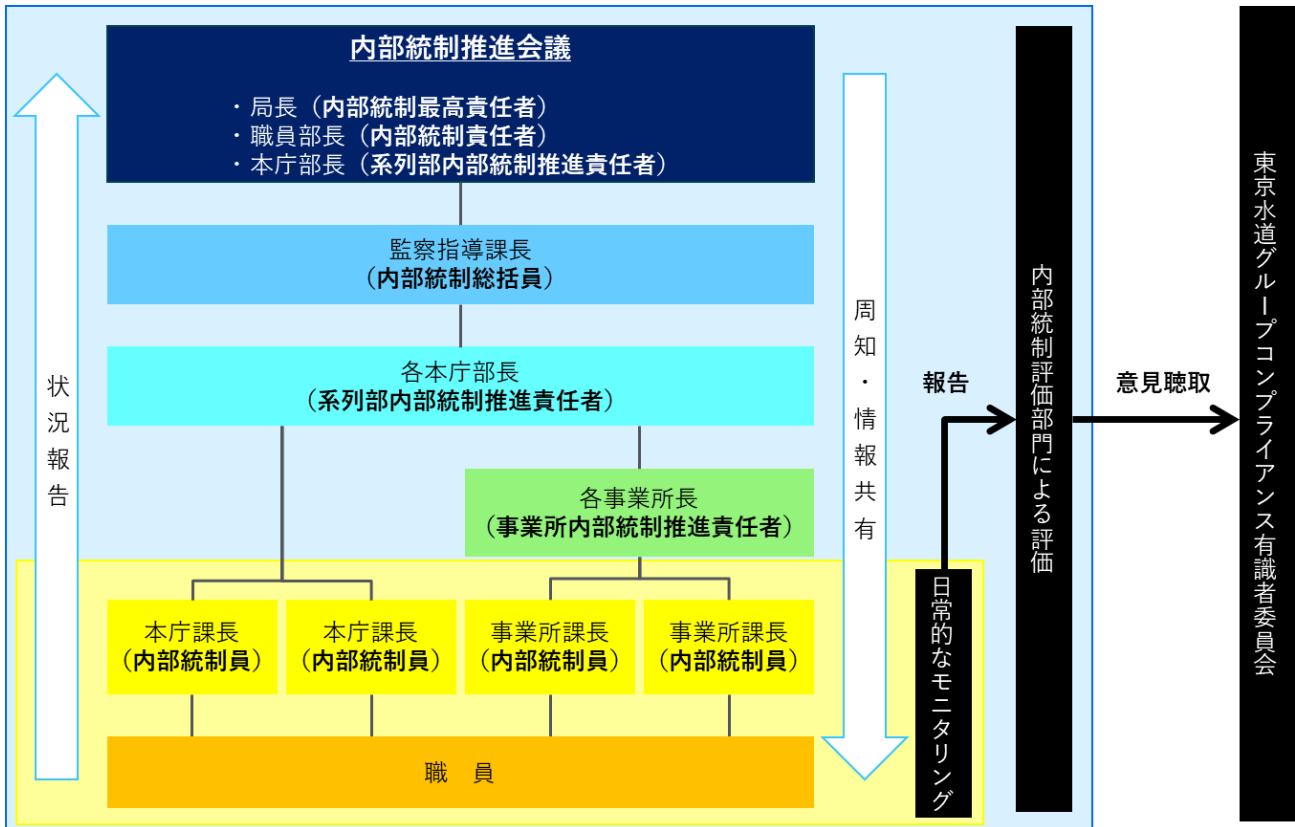 内部統制推進会議
・局長（内部統制最高責任者）
・職員部長（内部統制責任者）
・本庁部長（系列部内部統制推進責任者）
監察指導課長
（内部統制総括員）
各本庁部長
（系列部内部統制推進責任者）
各事業所長
（事業所内部統制推進責任者）
本庁課長
（内部統制員）
本庁課長
（内部統制員）
事業所課長
（内部統制員）
事業所課長
（内部統制員）
職　員
状況報告
周知・情報共有
日常的なモニタリング
報告
内部統制評価部門による評価
意見聴取
東京水道グループコンプライアンス有識者委員会